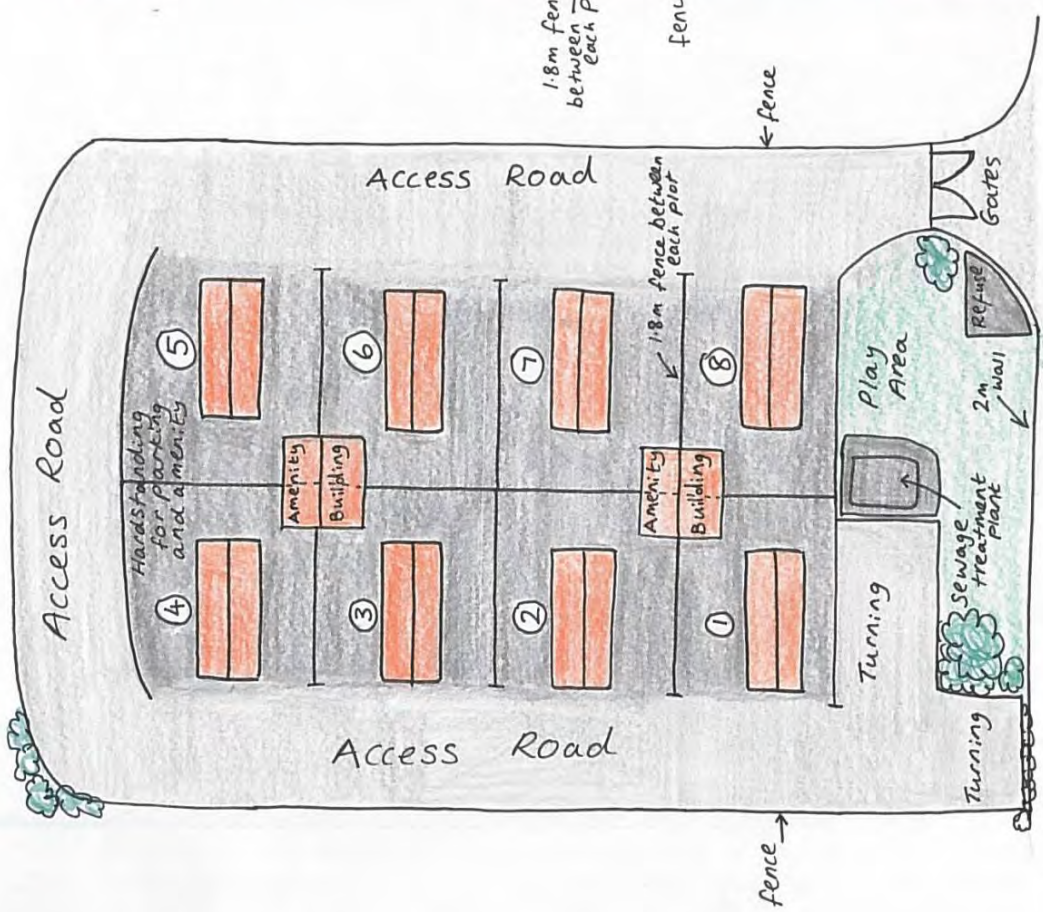 Access Road
Hardstanding
for parking
and amenity
4
5
Amenity
Building
3
6
Access Road
Access Road
1.8m
between
each
← fence
1.8m fence between
each plot
2
7
Amenity
Building
1
8
fence
Turning
Turning
Play
Area
Sewage
treatment
plant
2m
wall
Refuse
Gates